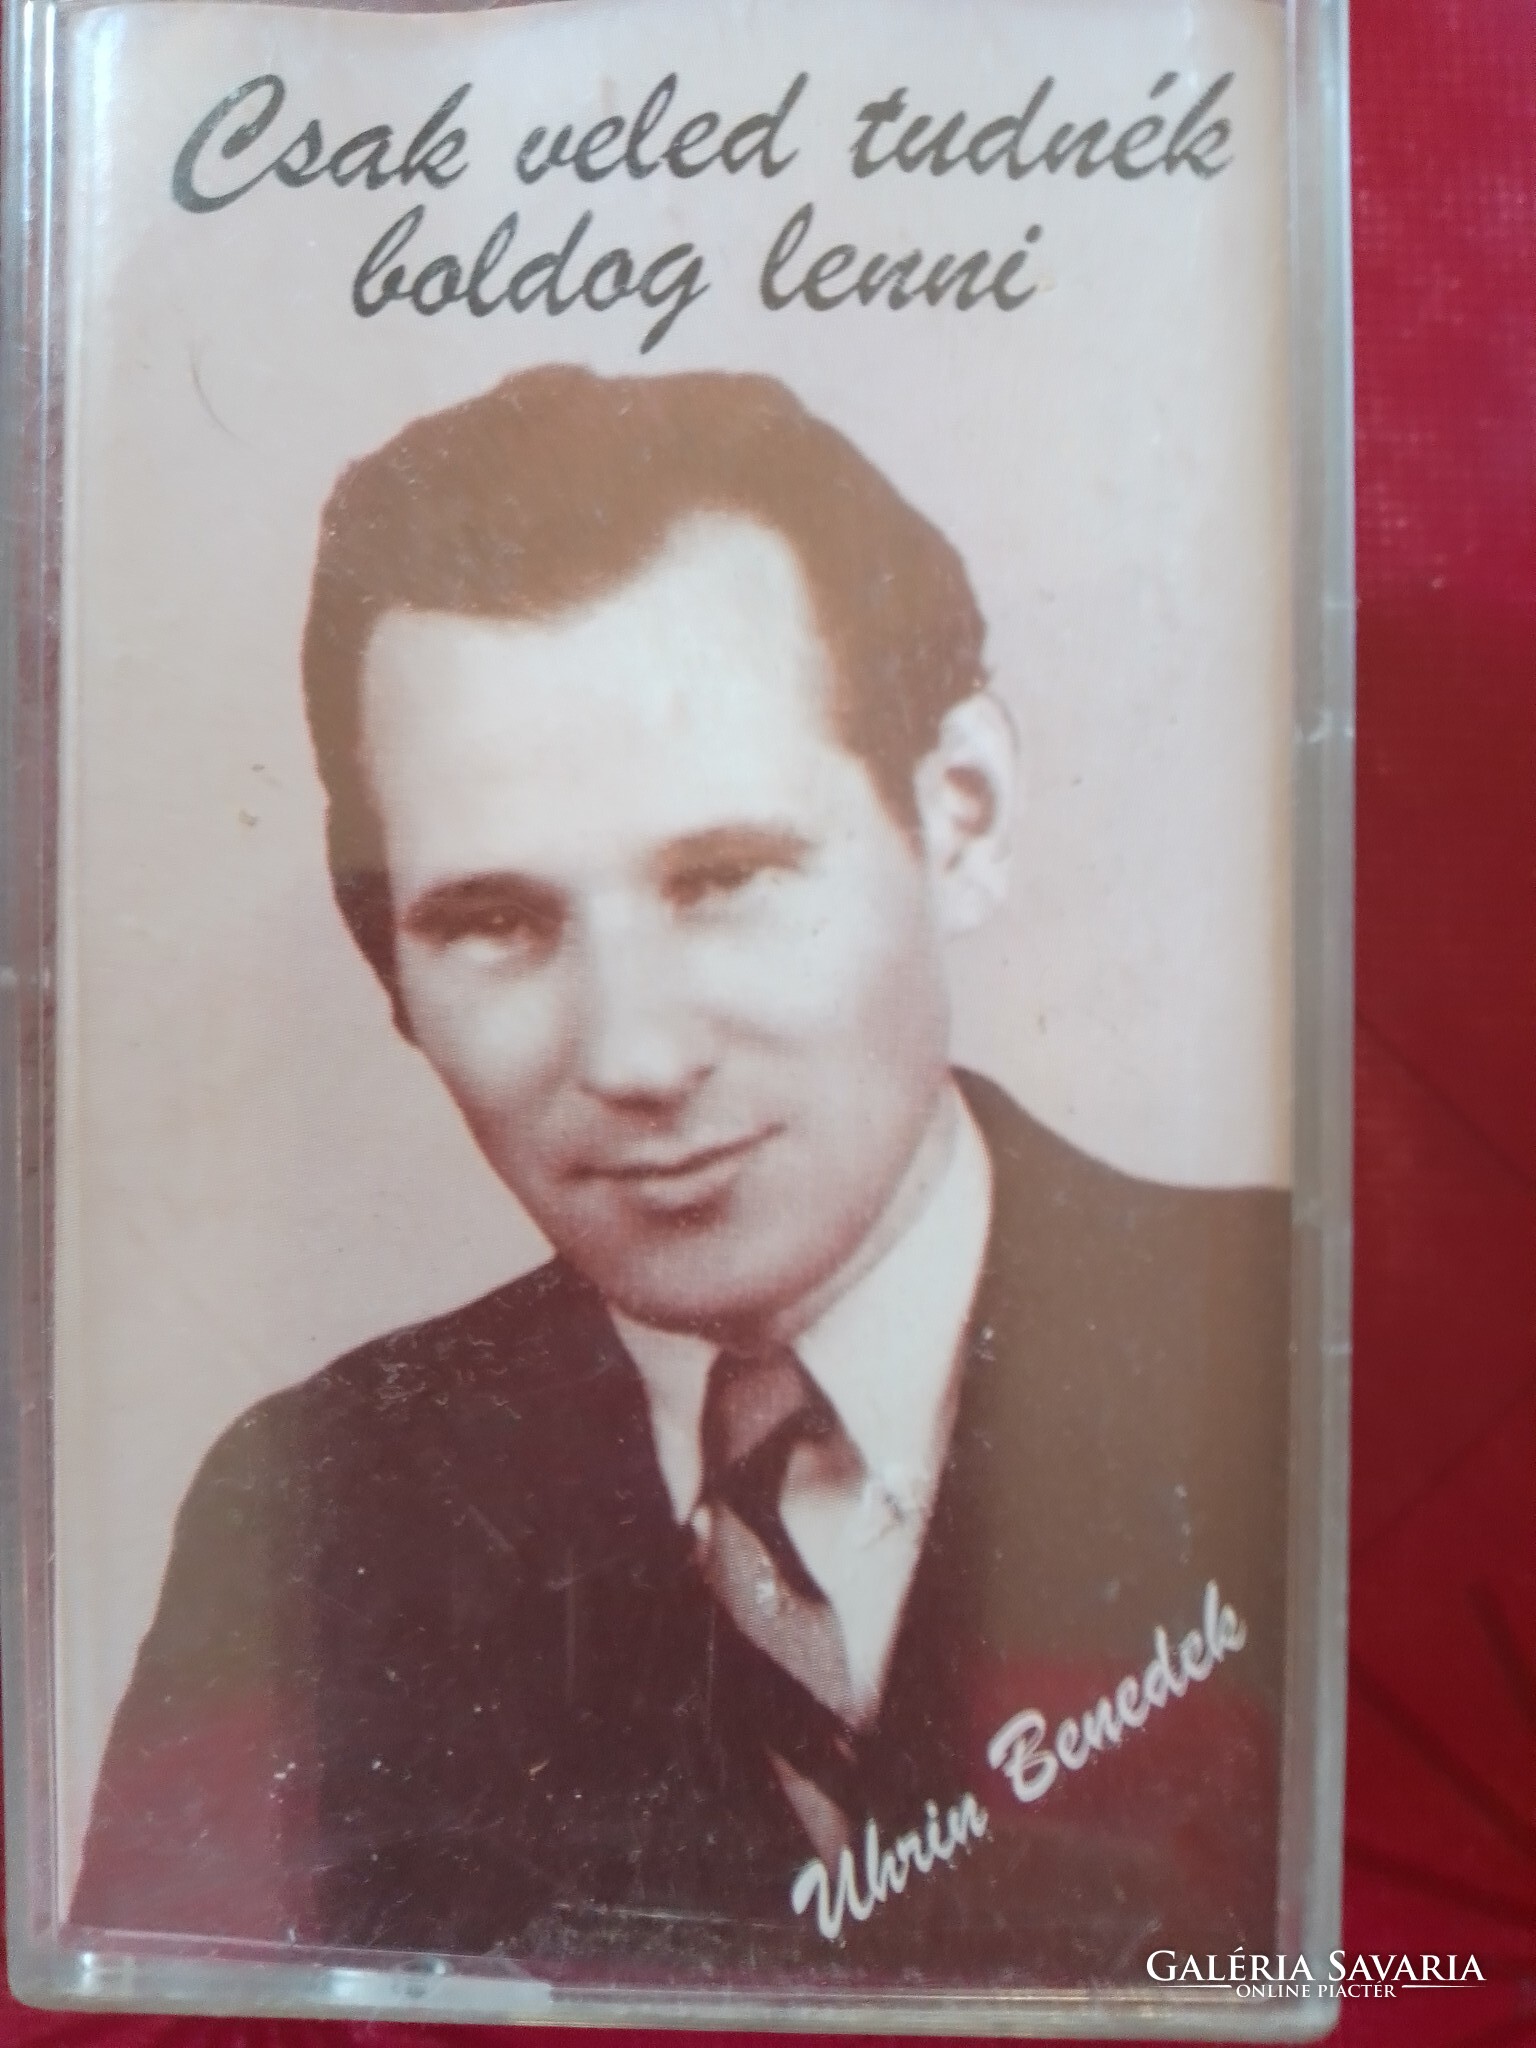 Csak veled tudnék
boldog lenni
Uhrin Benedek
GALÉRIA SAVARIA
ONLINE PIACTÉR